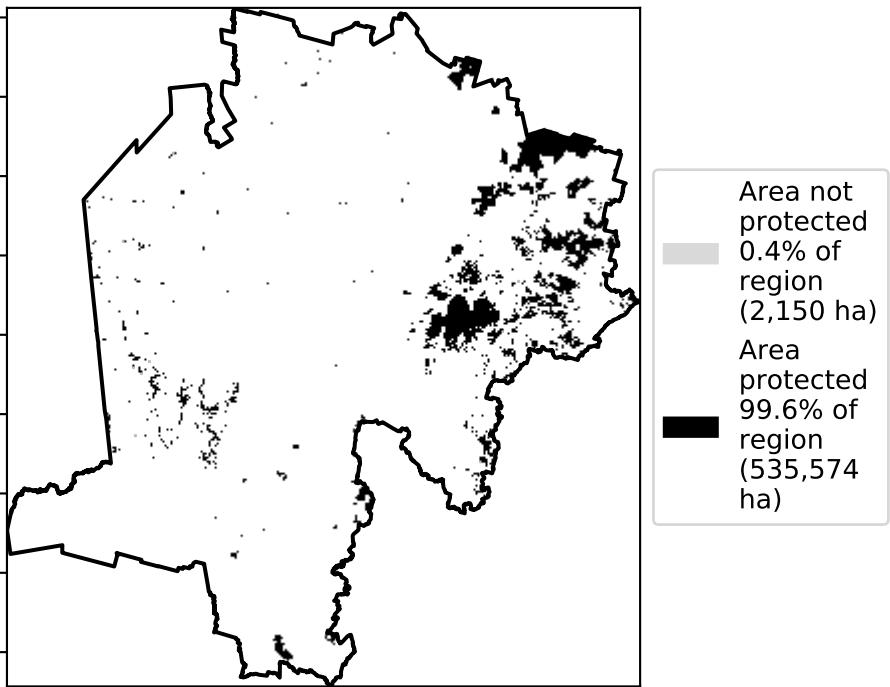 Area not
protected
0.4% of
region
(2,150 ha)
Area
protected
99.6% of
region
(535,574
ha)